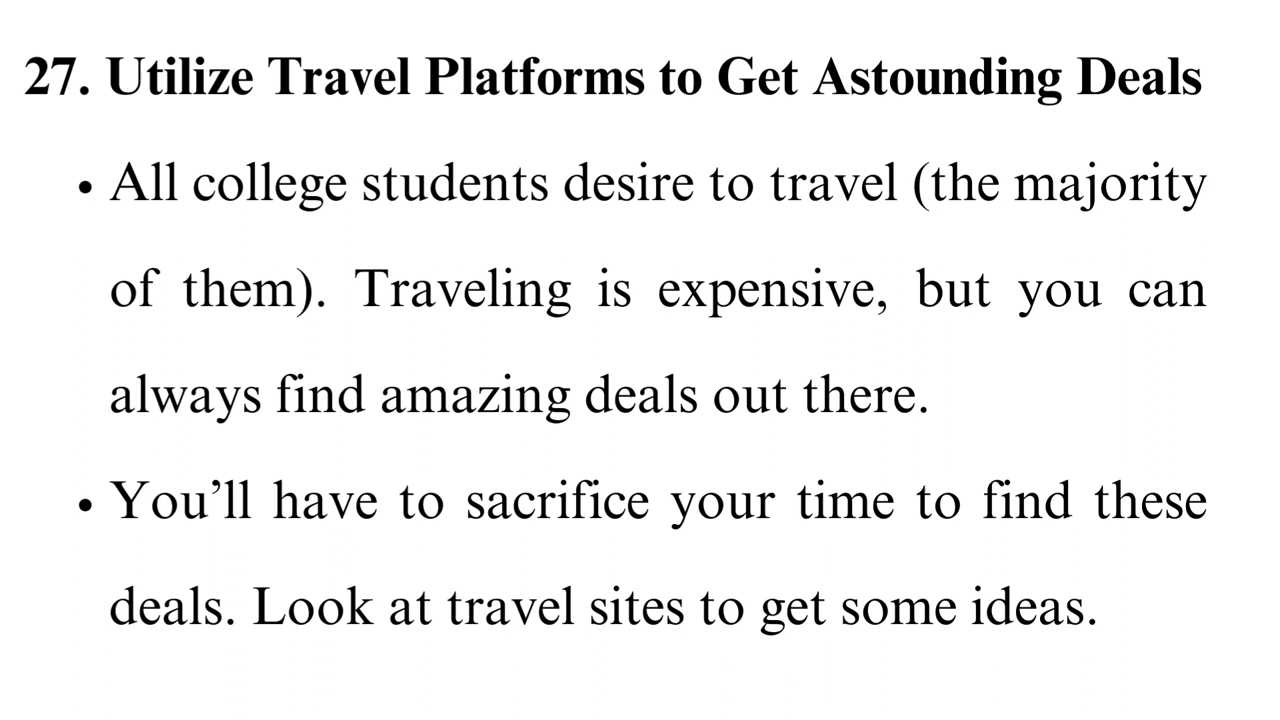 27. Utilize Travel Platforms to Get Astounding Deals
• All college students desire to travel (the majority
of them). Traveling is expensive, but you can
always find amazing deals out there.
• You’ll have to sacrifice your time to find these
deals. Look at travel sites to get some ideas.